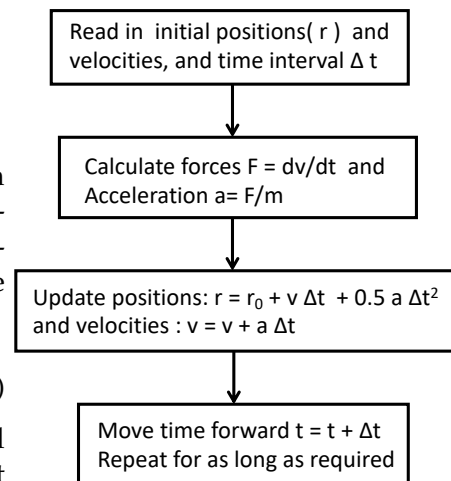 Read in initial positions( r ) and
velocities, and time interval Δ t
Calculate forces F = dv/dt and
Acceleration a= F/m
Update positions: r = r₀ + v Δt + 0.5 a Δt²
and velocities : v = v + a Δt
Move time forward t = t + Δt
Repeat for as long as required